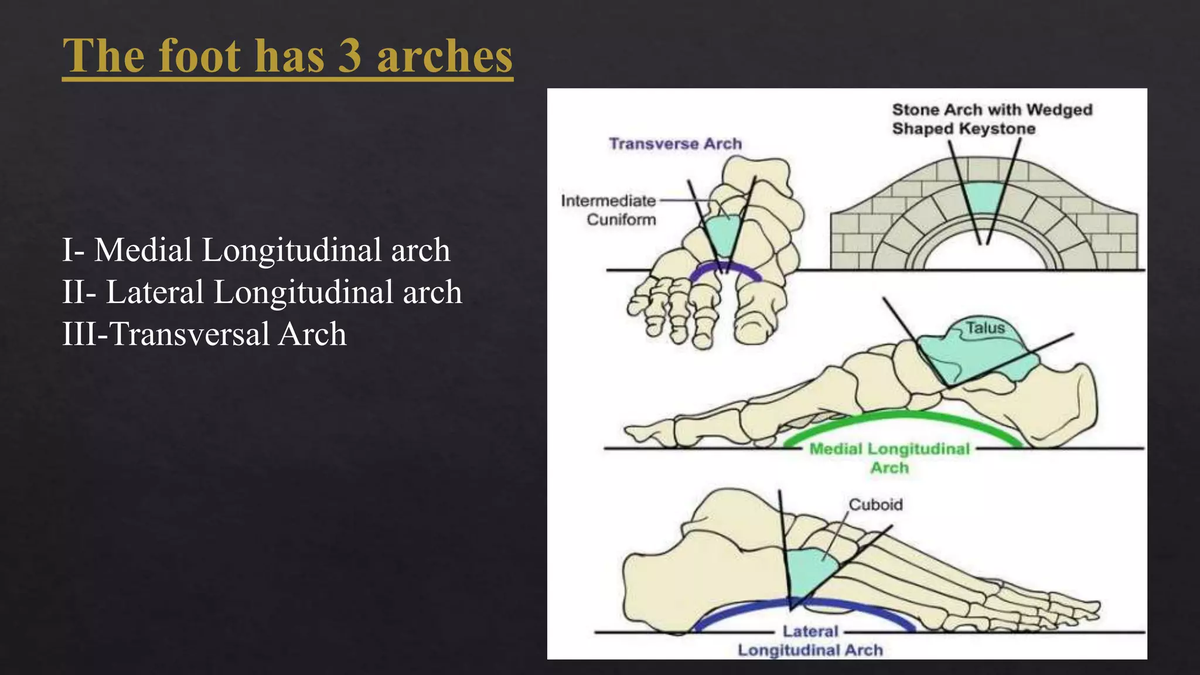 The foot has 3 arches
I- Medial Longitudinal arch
II- Lateral Longitudinal arch
III-Transversal Arch
Transverse Arch
Intermediate
Cuniform
Stone Arch with Wedged
Shaped Keystone
Talus
Medial Longitudinal
Arch
Cuboid
Lateral
Longitudinal Arch